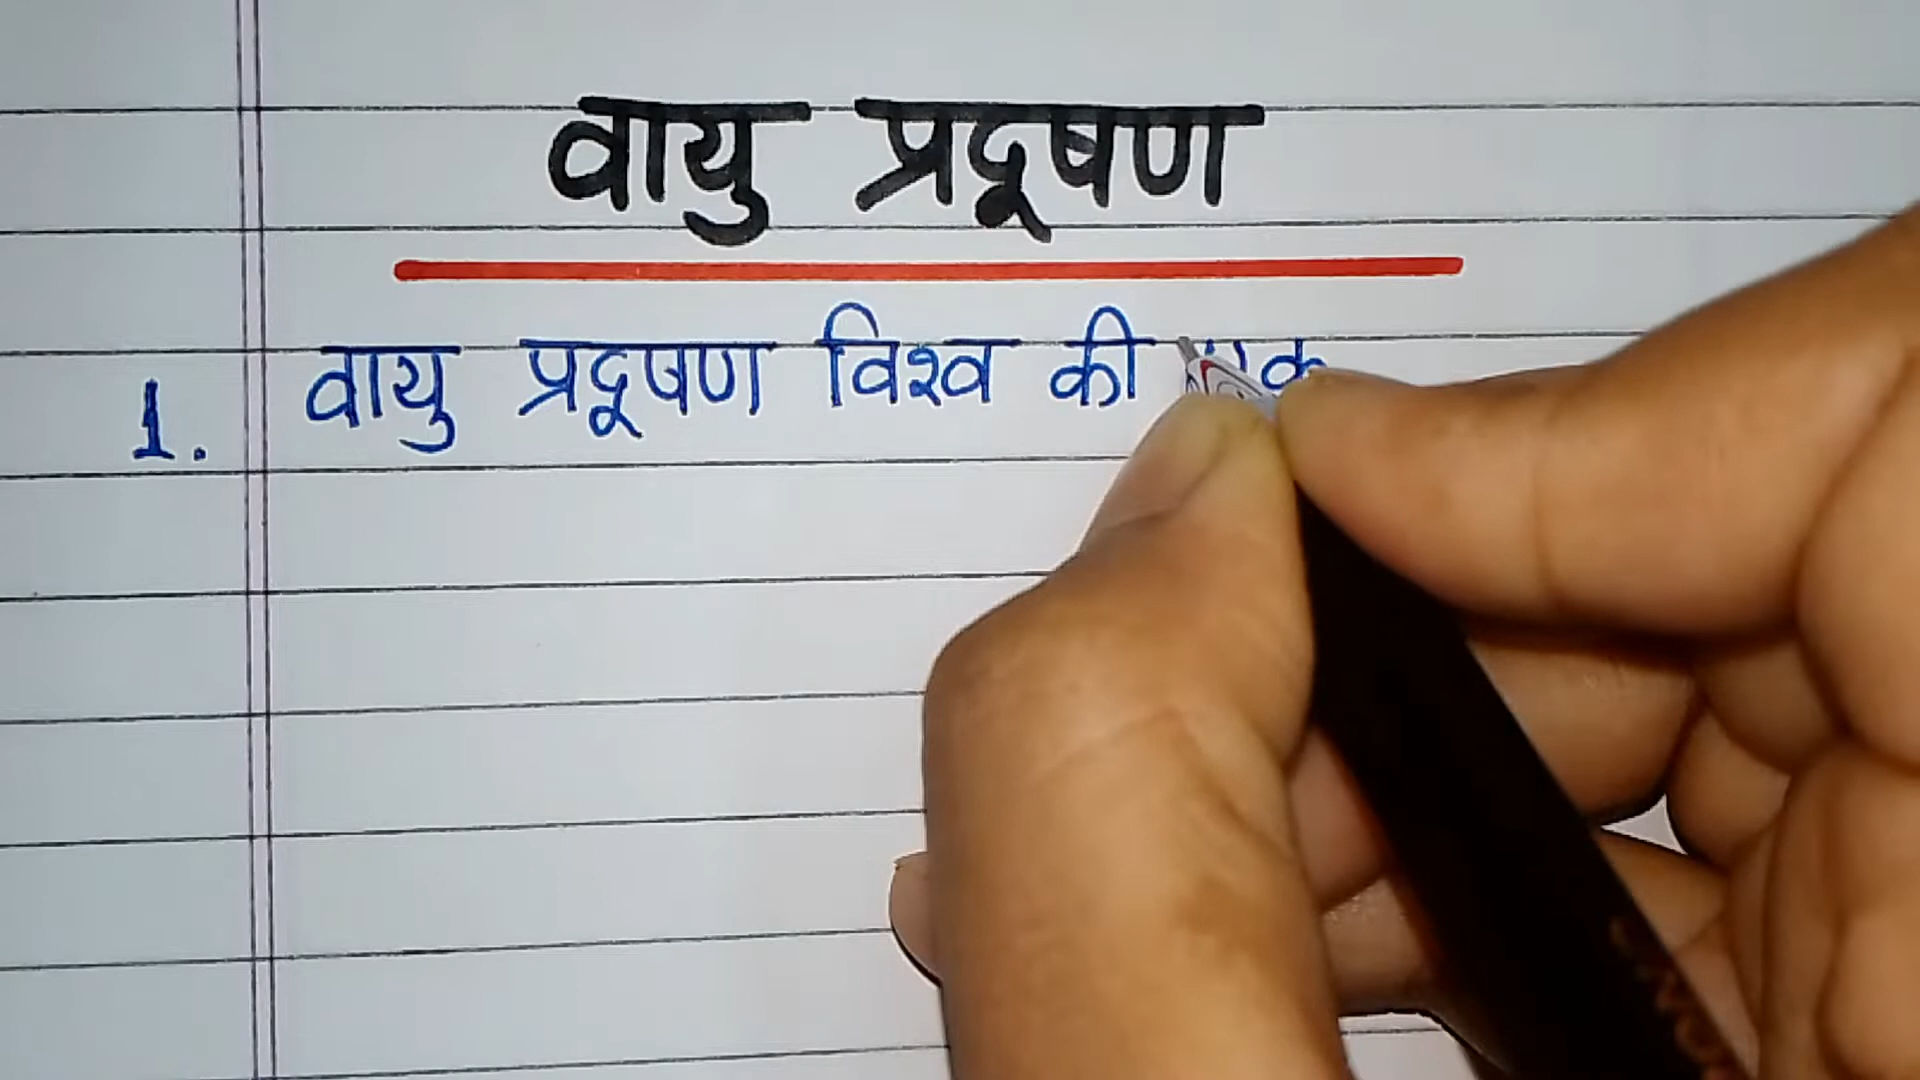 वायु प्रदूषण
1. वायु प्रदूषण विश्व की